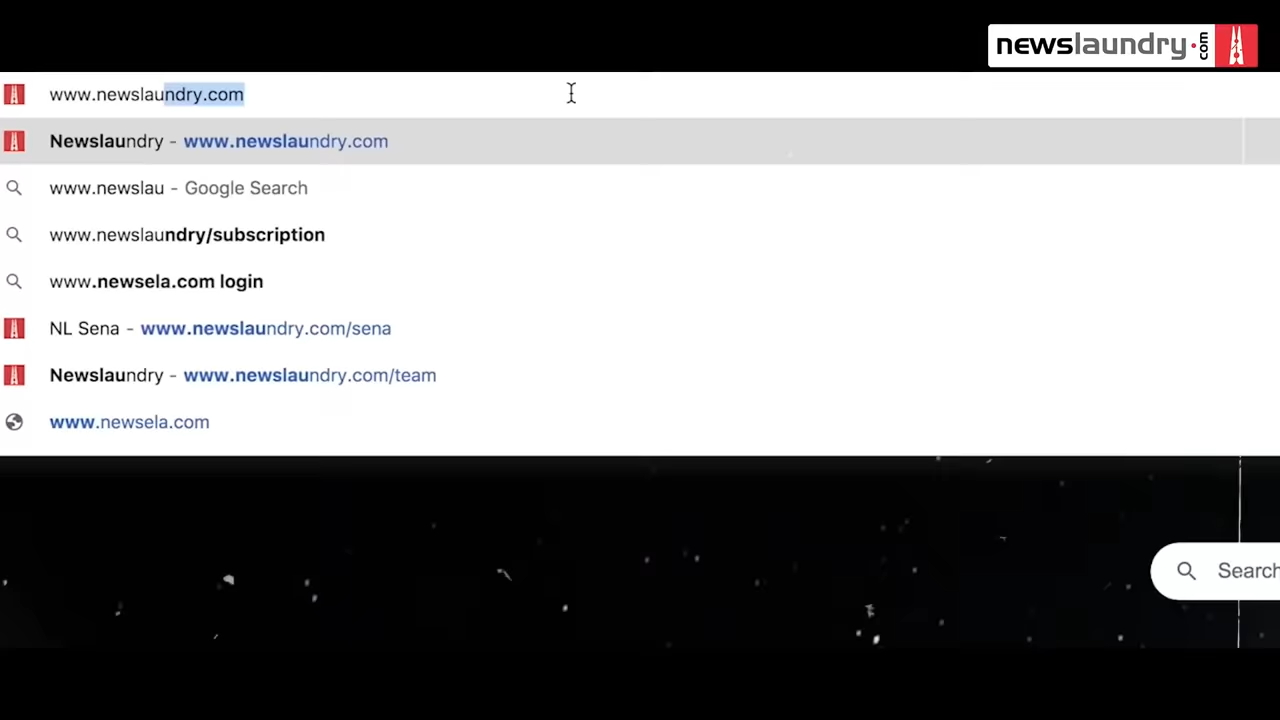 newslaundry.com
www.newslaundry.com
Newslaundry - www.newslaundry.com
www.newslau - Google Search
www.newslaundry/subscription
www.newsela.com login
NL Sena - www.newslaundry.com/sena
Newslaundry - www.newslaundry.com/team
www.newsela.com
Search